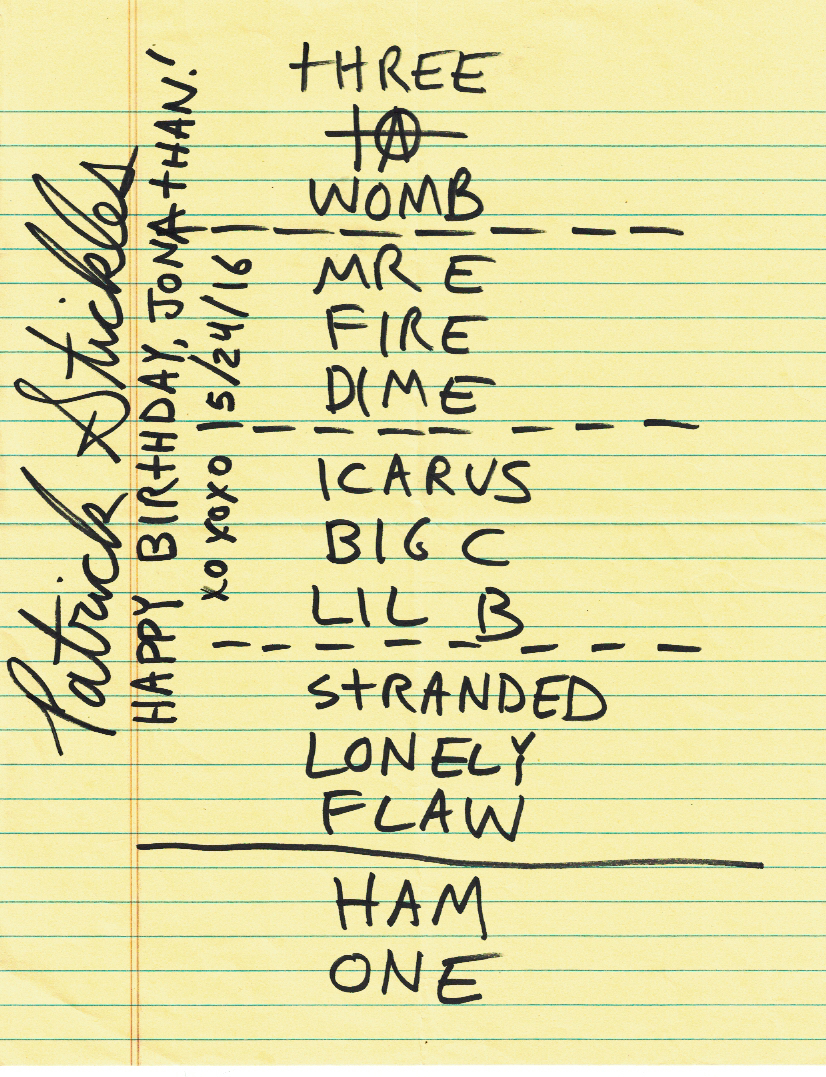 THREE
TA
WOMB
MR E
FIRE
DIME
ICARUS
BIG C
LIL B
STRANDED
LONELY
FLAW
HAM
ONE
Patrick Stickles
HAPPY BIRTHDAY, JONATHAN!
XOXOXO 5/24/16